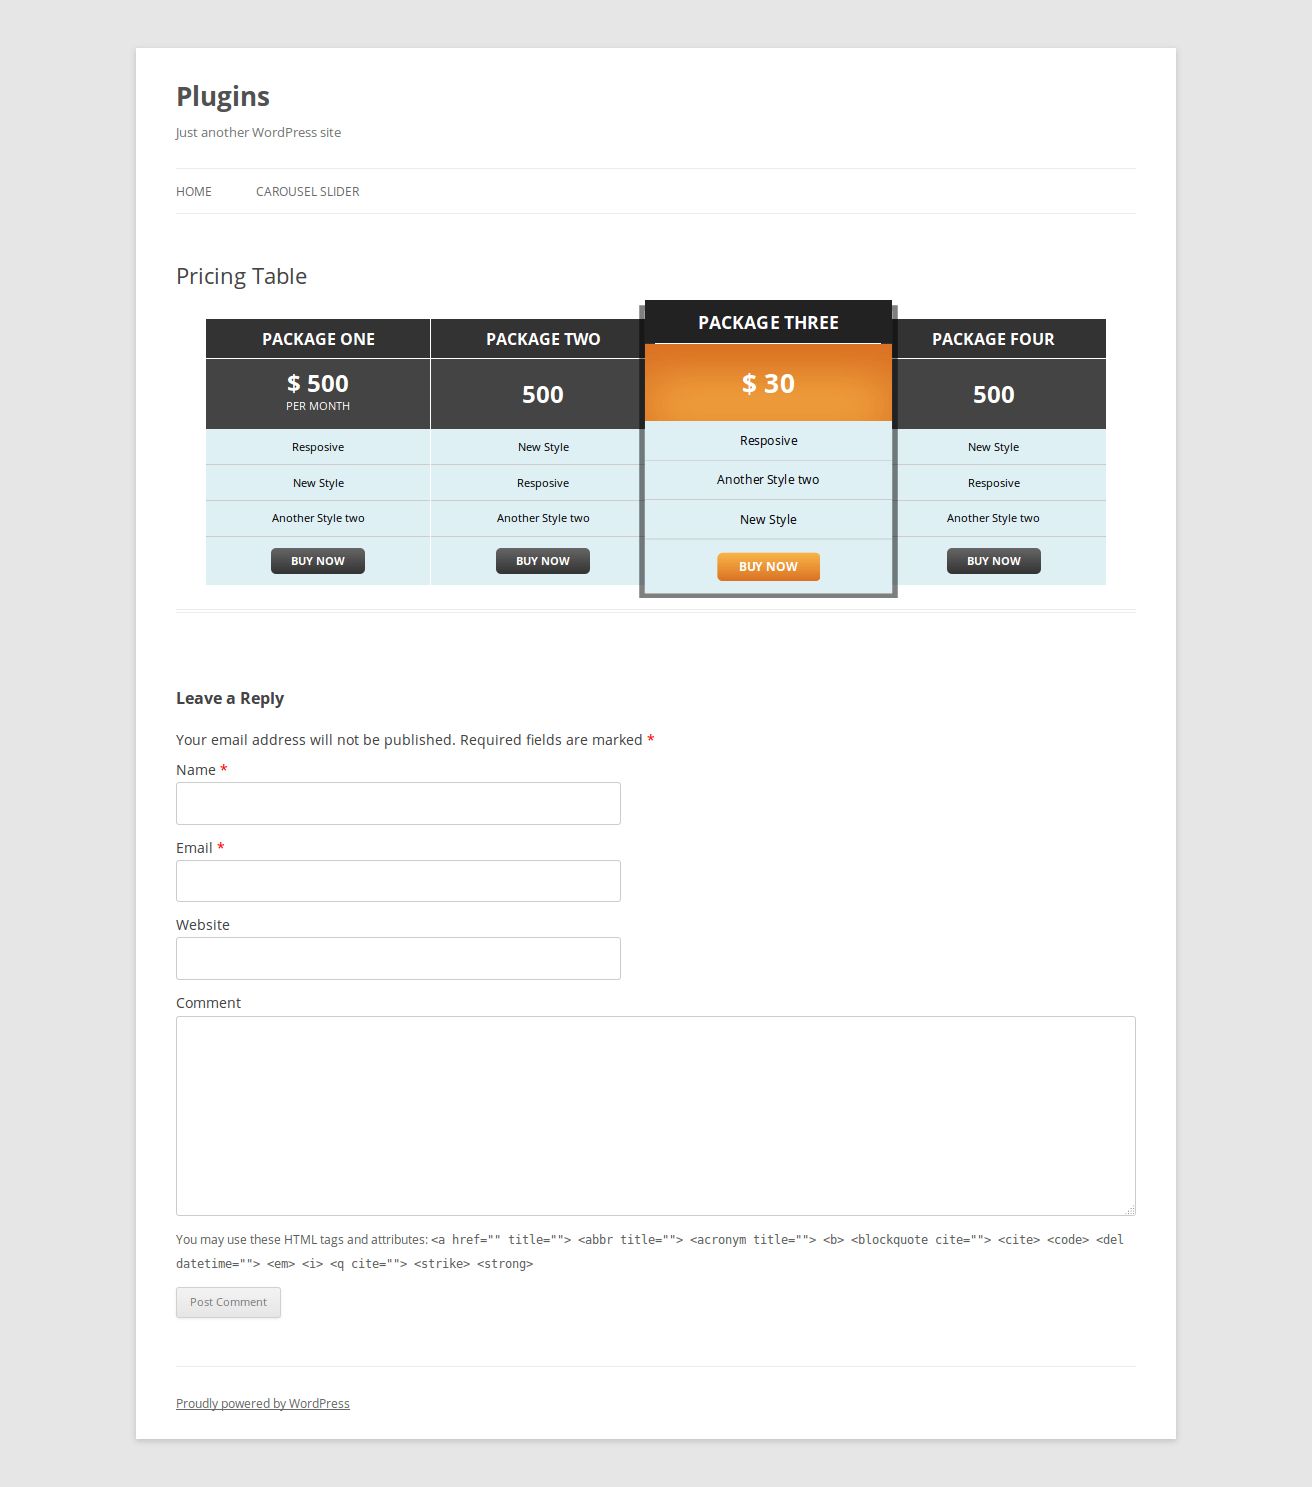 Plugins
Just another WordPress site
HOME
CAROUSEL SLIDER
Pricing Table
PACKAGE ONE
$ 500
PER MONTH
Resposive
New Style
Another Style two
BUY NOW
PACKAGE TWO
500
New Style
Resposive
Another Style two
BUY NOW
PACKAGE THREE
$ 30
Resposive
Another Style two
New Style
BUY NOW
PACKAGE FOUR
500
New Style
Resposive
Another Style two
BUY NOW
Leave a Reply
Your email address will not be published. Required fields are marked *
Name *
Email *
Website
Comment
You may use these HTML tags and attributes: <a href="" title=""> <abbr title=""> <acronym title=""> <b> <blockquote cite=""> <cite> <code> <del
datetime=""> <em> <i> <q cite=""> <strike> <strong>
Post Comment
Proudly powered by WordPress